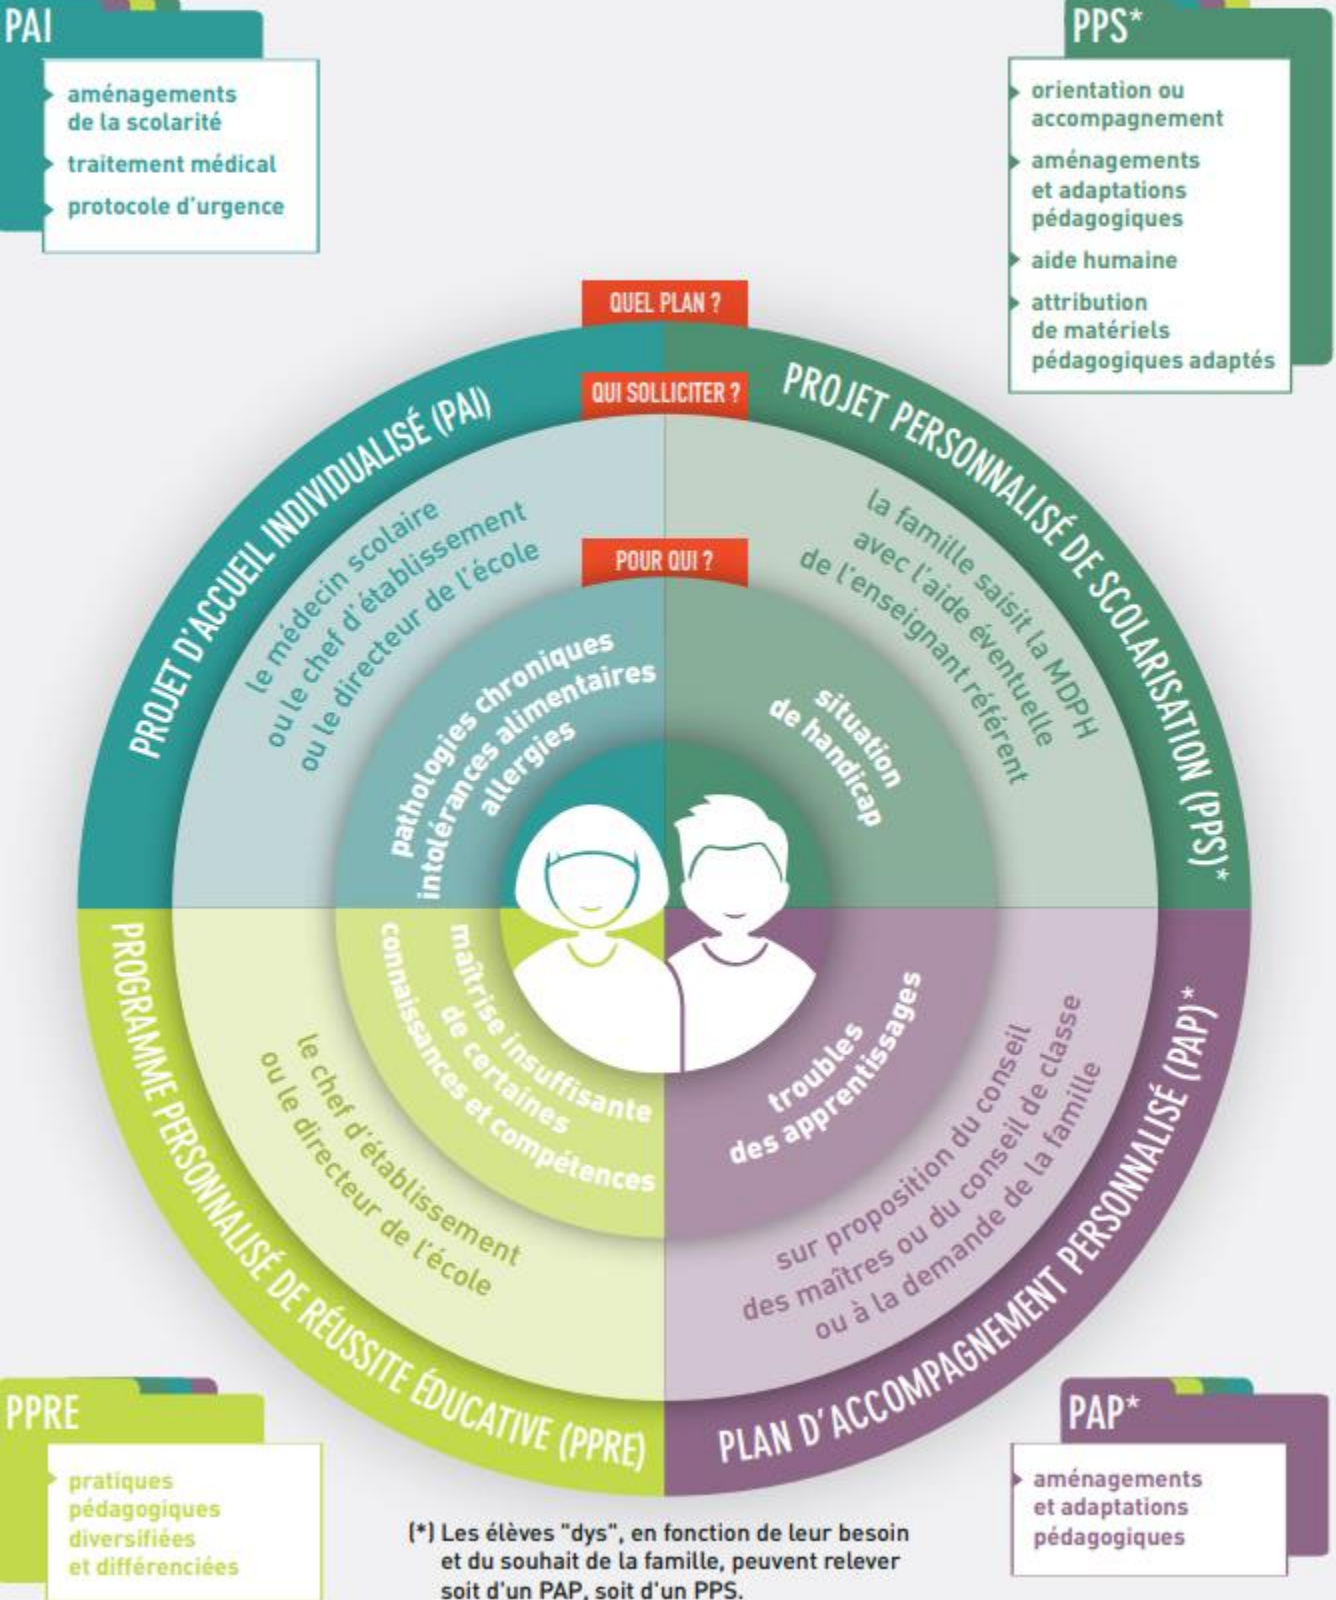 PAI
aménagements
de la scolarité
traitement médical
protocole d'urgence
PPS*
orientation ou
accompagnement
aménagements
et adaptations
pédagogiques
aide humaine
attribution
de matériels
pédagogiques adaptés
QUEL PLAN ?
QUI SOLLICITER ?
POUR QUI ?
PROJET D'ACCUEIL INDIVIDUALISÉ (PAI)
le médecin scolaire
ou le chef d'établissement
ou le directeur de l'école
pathologies chroniques
intolérances alimentaires
allergies
PROJET PERSONNALISÉ DE SCOLARISATION (PPS)*
la famille saisit la MDPH
avec l'aide éventuelle
de l'enseignant référent
situation
de handicap
PROGRAMME PERSONNALISÉ DE RÉUSSITE ÉDUCATIVE (PPRE)
le chef d'établissement
ou le directeur de l'école
maîtrise insuffisante
de certaines
connaissances et compétences
PLAN D'ACCOMPAGNEMENT PERSONNALISÉ (PAP)*
sur proposition du conseil
des maîtres ou du conseil de classe
ou à la demande de la famille
troubles
des apprentissages
PPRE
pratiques
pédagogiques
diversifiées
et différenciées
PAP*
aménagements
et adaptations
pédagogiques
(*) Les élèves "dys", en fonction de leur besoin
et du souhait de la famille, peuvent relever
soit d'un PAP, soit d'un PPS.